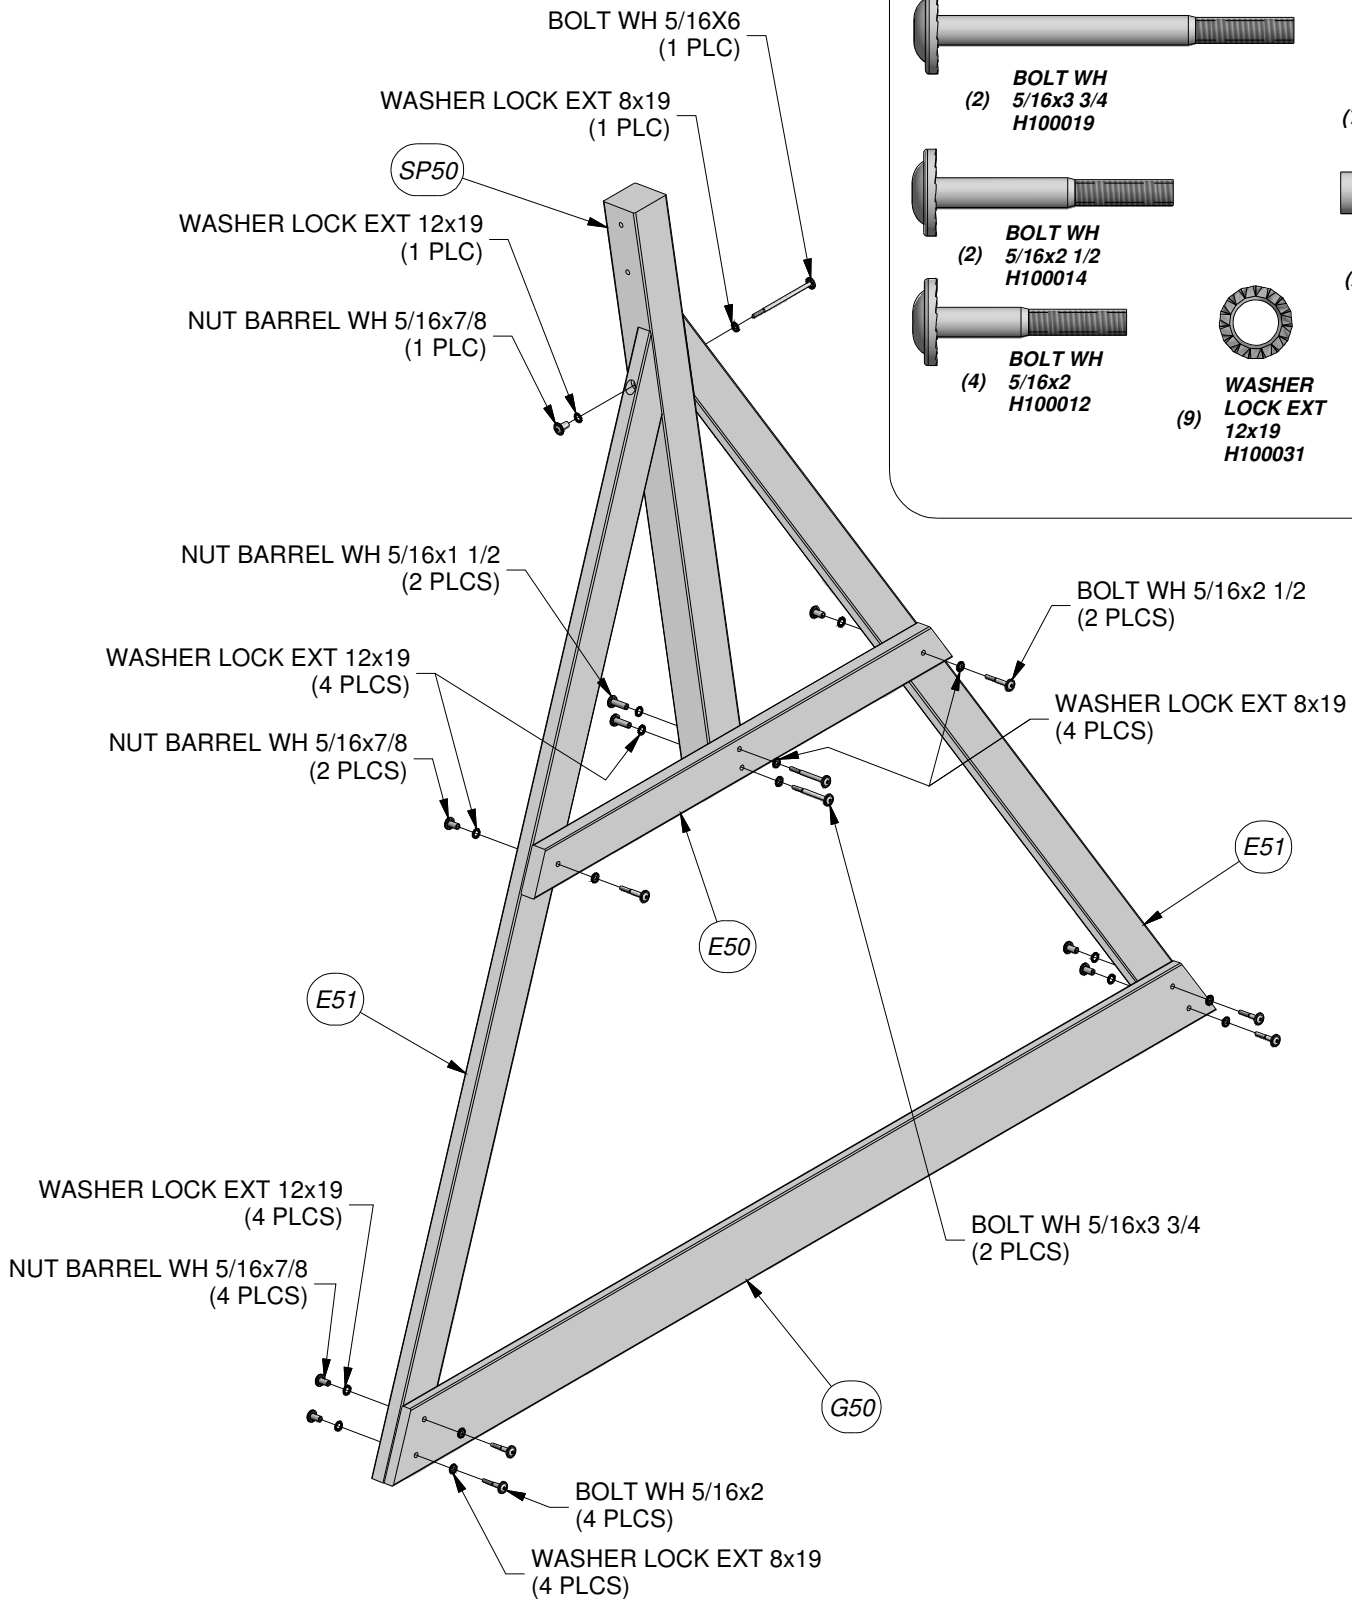 BOLT WH 5/16X6
(1 PLC)
WASHER LOCK EXT 8x19
(1 PLC)
SP50
WASHER LOCK EXT 12x19
(1 PLC)
NUT BARREL WH 5/16x7/8
(1 PLC)
BOLT WH
(2) 5/16x3 3/4
H100019
BOLT WH
(2) 5/16x2 1/2
H100014
BOLT WH
(4) 5/16x2
H100012
WASHER
(9) LOCK EXT
12x19
H100031
NUT BARREL WH 5/16x1 1/2
(2 PLCS)
WASHER LOCK EXT 12x19
(4 PLCS)
NUT BARREL WH 5/16x7/8
(2 PLCS)
BOLT WH 5/16x2 1/2
(2 PLCS)
WASHER LOCK EXT 8x19
(4 PLCS)
E51
E50
E51
WASHER LOCK EXT 12x19
(4 PLCS)
NUT BARREL WH 5/16x7/8
(4 PLCS)
BOLT WH 5/16x3 3/4
(2 PLCS)
G50
BOLT WH 5/16x2
(4 PLCS)
WASHER LOCK EXT 8x19
(4 PLCS)